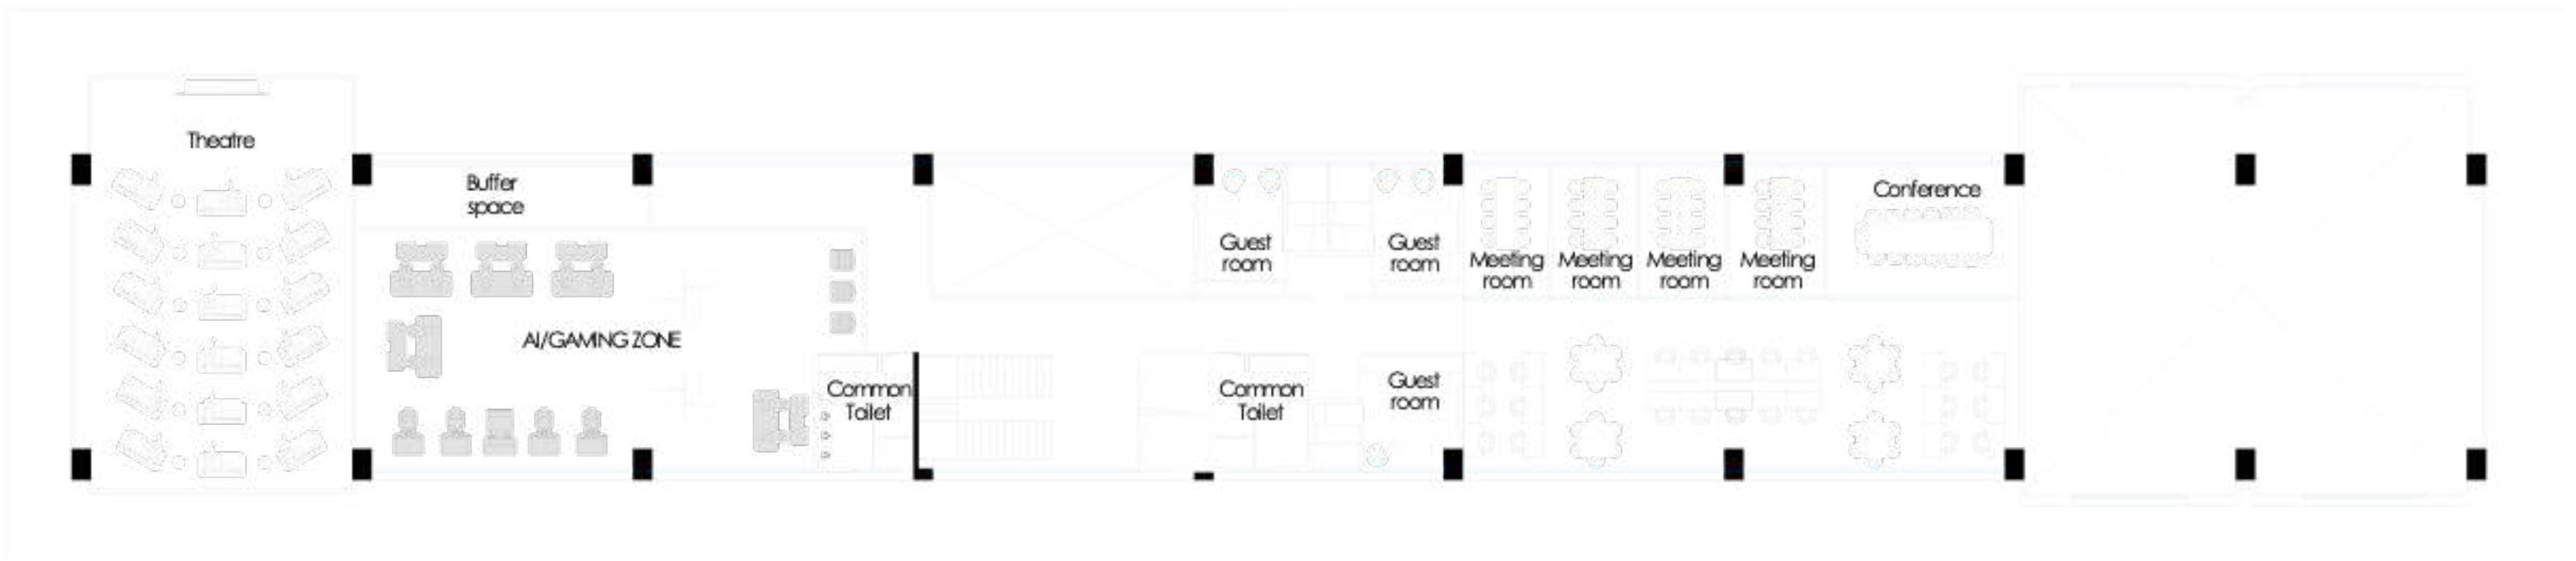 Theatre
Buffer
space
AI/GAMING ZONE
Common
Toilet
Guest
room
Guest
room
Common
Toilet
Guest
room
Meeting
room
Meeting
room
Meeting
room
Meeting
room
Conference